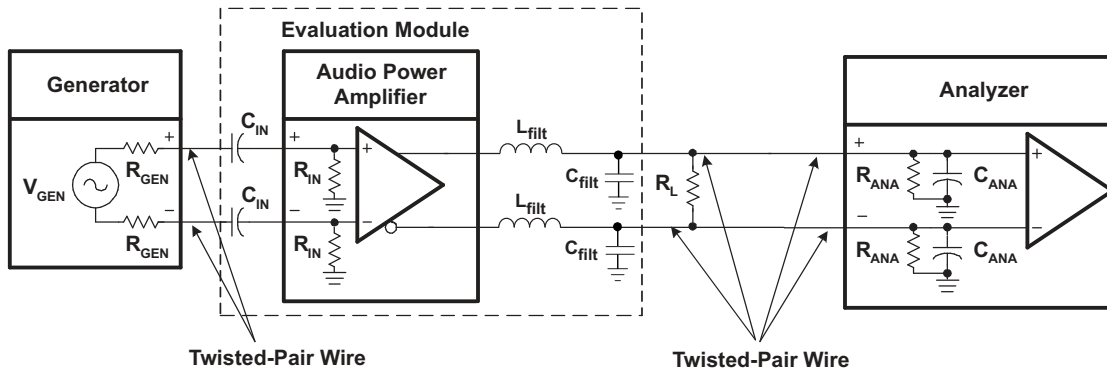 Evaluation Module
Generator
Audio Power
Amplifier
Analyzer
C_IN
L_filt
+
+
+
+
+
R_GEN
R_IN
C_filt
R_L
R_ANA
C_ANA
V_GEN
C_IN
L_filt
−
−
−
−
−
R_GEN
R_IN
C_filt
R_ANA
C_ANA
Twisted-Pair Wire
Twisted-Pair Wire